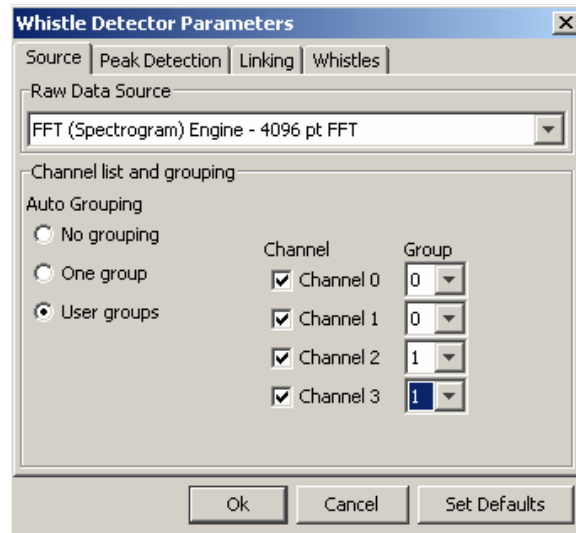 Whistle Detector Parameters
Source Peak Detection Linking Whistles
Raw Data Source
FFT (Spectrogram) Engine - 4096 pt FFT
Channel list and grouping
Auto Grouping
No grouping
One group
User groups
Channel Group
Channel 0 0
Channel 1 0
Channel 2 1
Channel 3 1
Ok Cancel Set Defaults